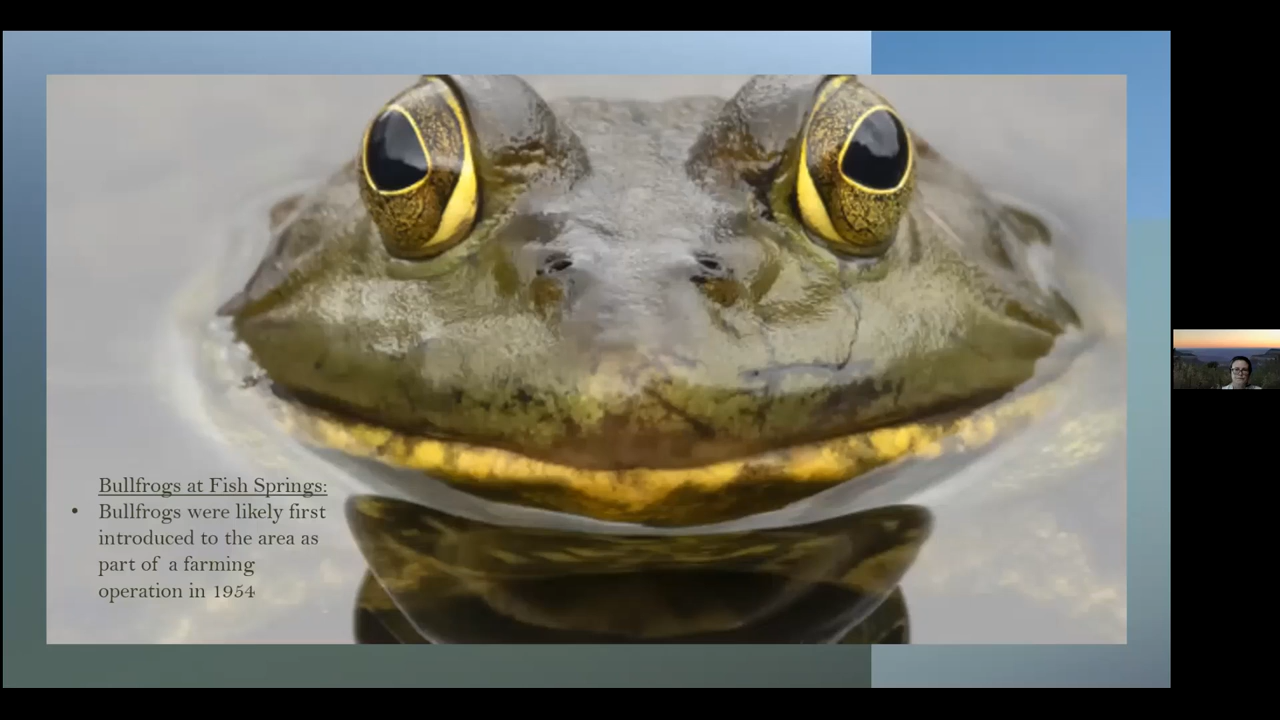 Bullfrogs at Fish Springs:
• Bullfrogs were likely first
introduced to the area as
part of a farming
operation in 1954